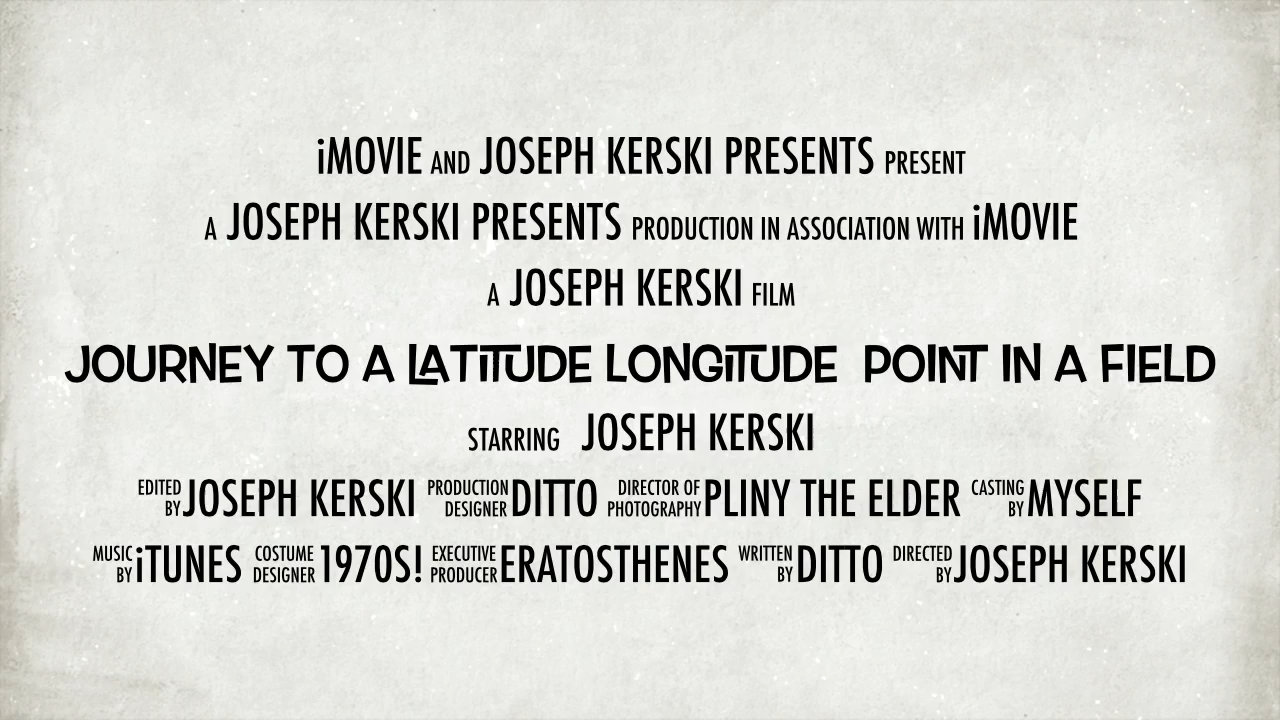 iMOVIE AND JOSEPH KERSKI PRESENTS PRESENT
A JOSEPH KERSKI PRESENTS PRODUCTION IN ASSOCIATION WITH iMOVIE
A JOSEPH KERSKI FILM
JOURNEY TO A LATITUDE LONGITUDE POINT IN A FIELD
STARRING JOSEPH KERSKI
EDITED BY JOSEPH KERSKI PRODUCTION DESIGNER DITTO DIRECTOR OF PHOTOGRAPHY PLINY THE ELDER CASTING BY MYSELF
MUSIC BY iTUNES COSTUME DESIGNER 1970S! EXECUTIVE PRODUCER ERATOSTHENES WRITTEN BY DITTO DIRECTED BY JOSEPH KERSKI